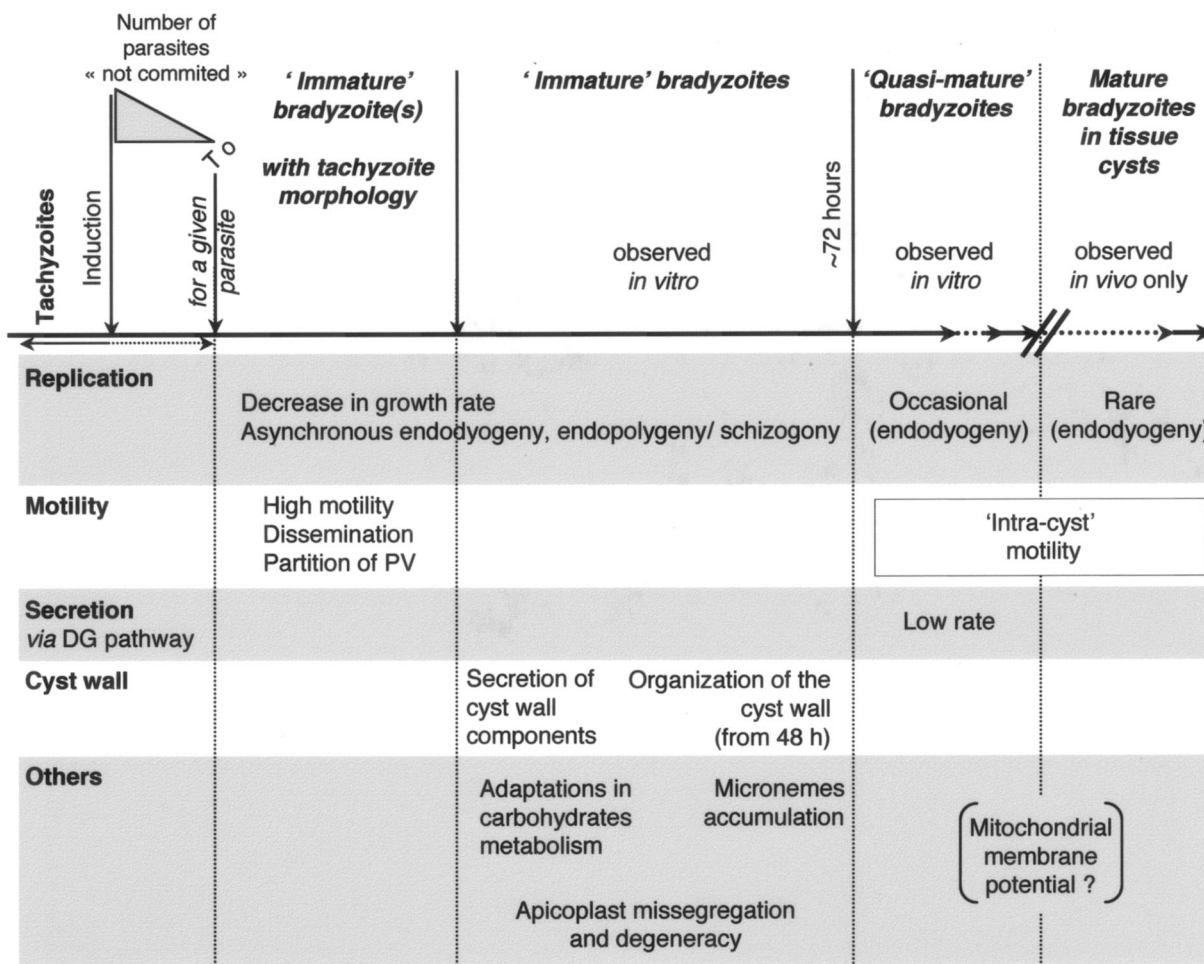 Number of
parasites
« not commited »
Tachyzoites
Induction
To
for a given
parasite
‘ Immature’
bradyzoite(s)
with tachyzoite
morphology
‘ Immature’ bradyzoites
observed
in vitro
~72 hours
‘Quasi-mature’
bradyzoites
observed
in vitro
Mature
bradyzoites
in tissue
cysts
observed
in vivo only
Replication
Decrease in growth rate
Asynchronous endodyogeny, endopolygeny/ schizogony
Occasional
(endodyogeny)
Rare
(endodyogeny)
Motility
High motility
Dissemination
Partition of PV
‘Intra-cyst’
motility
Secretion
via DG pathway
Low rate
Cyst wall
Secretion of
cyst wall
components
Organization of the
cyst wall
(from 48 h)
Others
Adaptations in
carbohydrates
metabolism
Micronemes
accumulation
Apicoplast missegregation
and degeneracy
Mitochondrial
membrane
potential ?